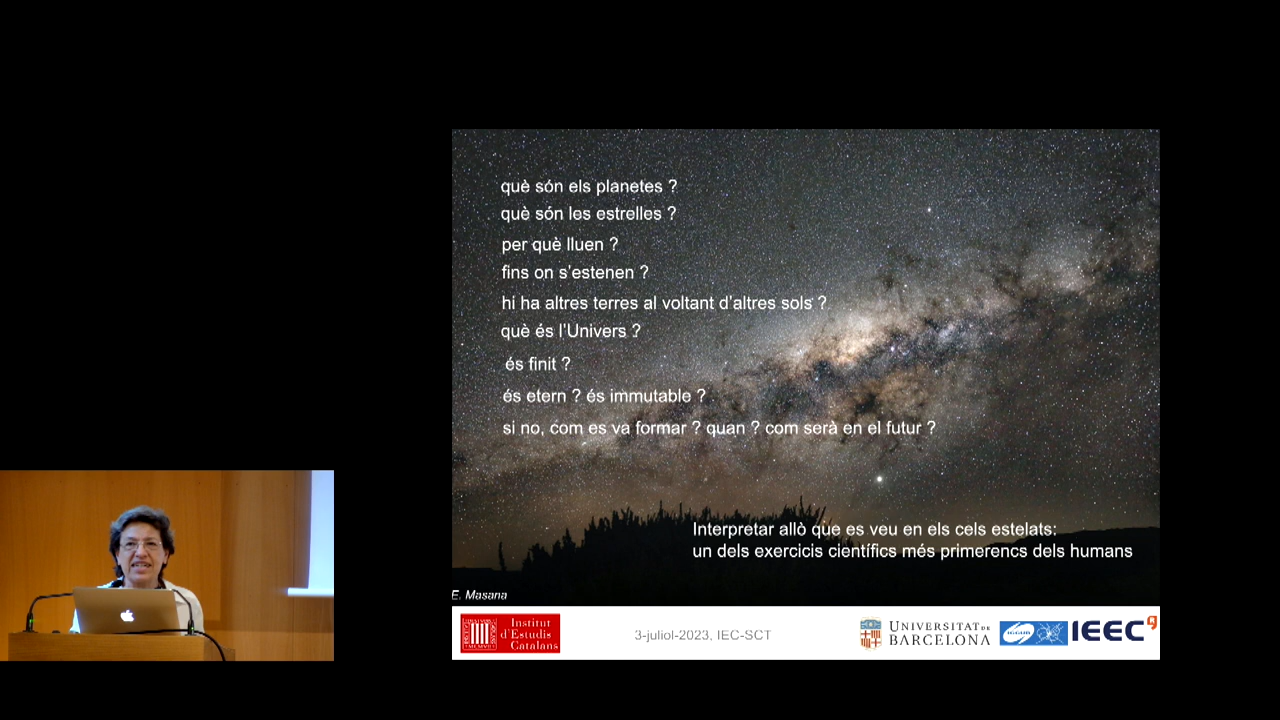 què són els planetes ?
què són les estrelles ?
per què lluen ?
fins on s'estenen ?
hi ha altres terres al voltant d'altres sols ?
què és l'Univers ?
és finit ?
és etern ? és immutable ?
si no, com es va formar ? quan ? com serà en el futur ?
Interpretar allò que es veu en els cels estelats:
un dels exercicis científics més primerencs dels humans
E. Masana
Institut
d'Estudis
Catalans
3-juliol-2023, IEC-SCT
UNIVERSITAT DE
BARCELONA
IEEC